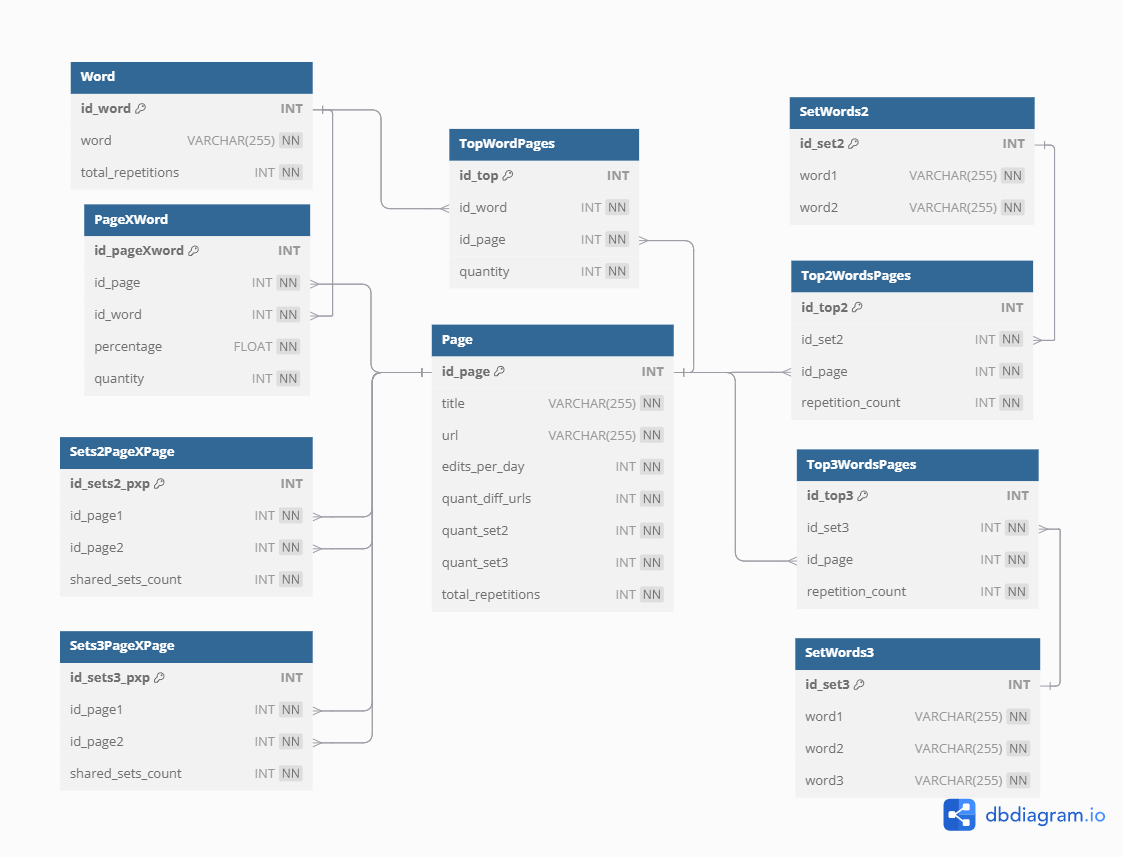 Word
id_word INT
word VARCHAR(255) NN
total_repetitions INT NN
PageXWord
id_pageXword INT
id_page INT NN
id_word INT NN
percentage FLOAT NN
quantity INT NN
Sets2PageXPage
id_sets2_pxp INT
id_page1 INT NN
id_page2 INT NN
shared_sets_count INT NN
Sets3PageXPage
id_sets3_pxp INT
id_page1 INT NN
id_page2 INT NN
shared_sets_count INT NN
TopWordPages
id_top INT
id_word INT NN
id_page INT NN
quantity INT NN
Page
id_page INT
title VARCHAR(255) NN
url VARCHAR(255) NN
edits_per_day INT NN
quant_diff_urls INT NN
quant_set2 INT NN
quant_set3 INT NN
total_repetitions INT NN
SetWords2
id_set2 INT
word1 VARCHAR(255) NN
word2 VARCHAR(255) NN
Top2WordsPages
id_top2 INT
id_set2 INT NN
id_page INT NN
repetition_count INT NN
Top3WordsPages
id_top3 INT
id_set3 INT NN
id_page INT NN
repetition_count INT NN
SetWords3
id_set3 INT
word1 VARCHAR(255) NN
word2 VARCHAR(255) NN
word3 VARCHAR(255) NN
dbdiagram.io